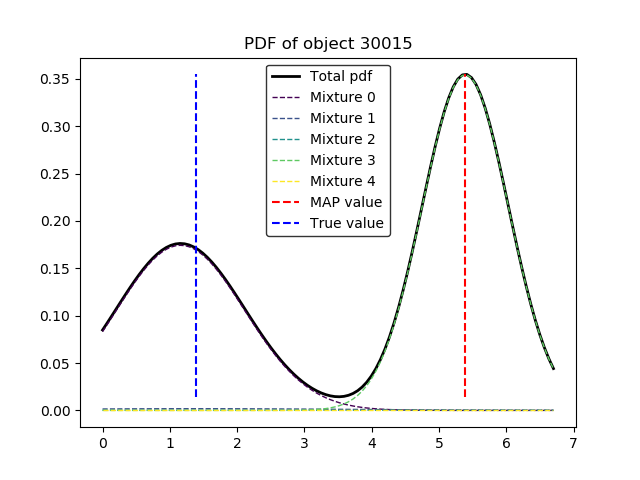 PDF of object 30015
Total pdf
Mixture 0
Mixture 1
Mixture 2
Mixture 3
Mixture 4
MAP value
True value
0.35
0.30
0.25
0.20
0.15
0.10
0.05
0.00
0 1 2 3 4 5 6 7